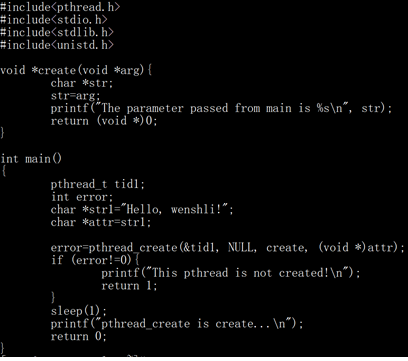 #include<pthread.h>
#include<stdio.h>
#include<stdlib.h>
#include<unistd.h>
void *create(void *arg){
char *str;
str=arg;
printf("The parameter passed from main is %s\n", str);
return (void *)0;
}
int main()
{
pthread_t tid1;
int error;
char *str1="Hello, wenshli!";
char *attr=str1;
error=pthread_create(&tid1, NULL, create, (void *)attr);
if (error!=0){
printf("This pthread is not created!\n");
return 1;
}
sleep(1);
printf("pthread_create is create...\n");
return 0;
}